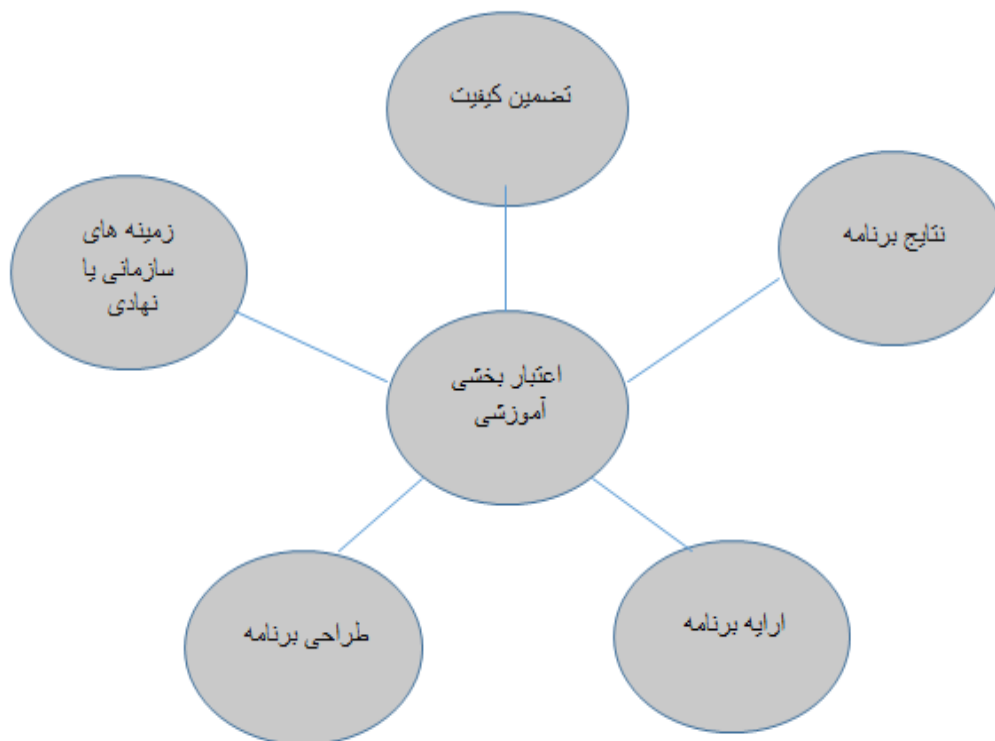 تضمین کیفیت
نتایج برنامه
زمینه های
سازمانی یا
نهادی
اعتبار بخشی
آموزشی
ارایه برنامه
طراحی برنامه